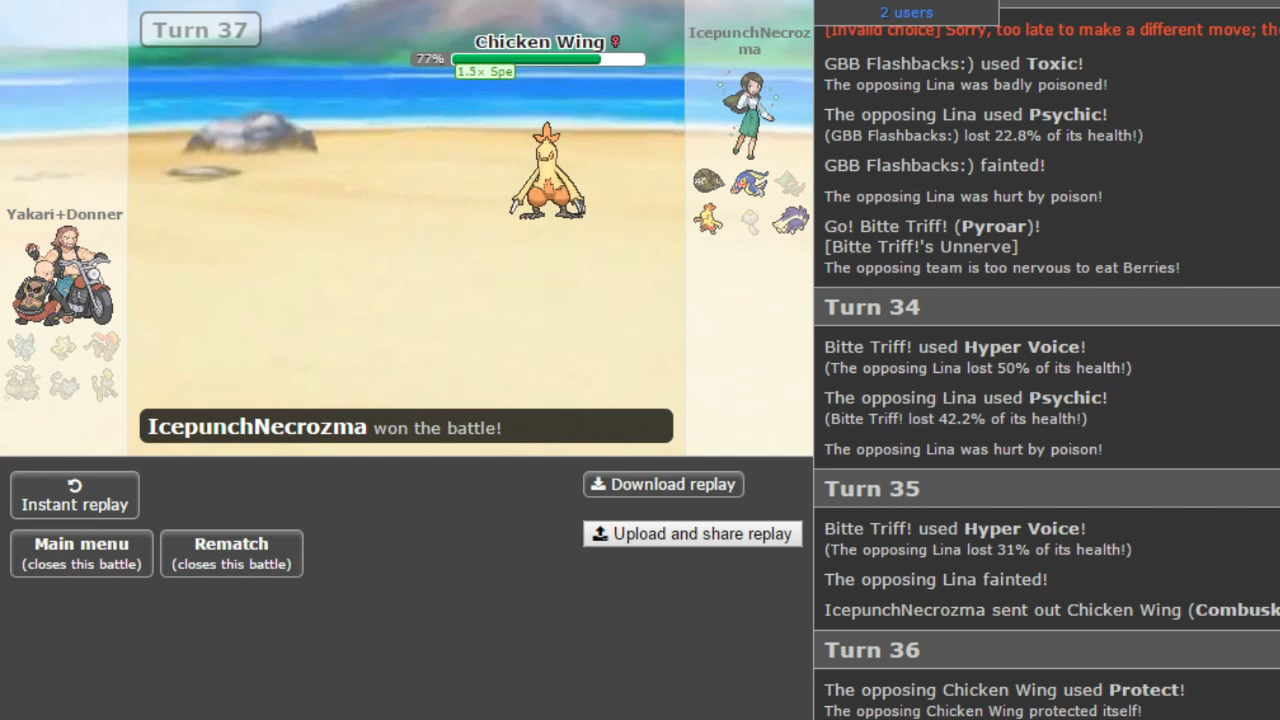 Turn 37
Chicken Wing
77%
1.5× Spe
IcepunchNecroz
ma
Yakari+Donner
IcepunchNecrozma won the battle!
Instant replay
Main menu
(closes this battle)
Rematch
(closes this battle)
Download replay
Upload and share replay
2 users
[Invalid choice] Sorry, too late to make a different move; th
GBB Flashbacks:) used Toxic!
The opposing Lina was badly poisoned!
The opposing Lina used Psychic!
(GBB Flashbacks:) lost 22.8% of its health!)
GBB Flashbacks:) fainted!
The opposing Lina was hurt by poison!
Go! Bitte Triff! (Pyroar)!
[Bitte Triff!'s Unnerve]
The opposing team is too nervous to eat Berries!
Turn 34
Bitte Triff! used Hyper Voice!
(The opposing Lina lost 50% of its health!)
The opposing Lina used Psychic!
(Bitte Triff! lost 42.2% of its health!)
The opposing Lina was hurt by poison!
Turn 35
Bitte Triff! used Hyper Voice!
(The opposing Lina lost 31% of its health!)
The opposing Lina fainted!
IcepunchNecrozma sent out Chicken Wing (Combusk
Turn 36
The opposing Chicken Wing used Protect!
The opposing Chicken Wing protected itself!